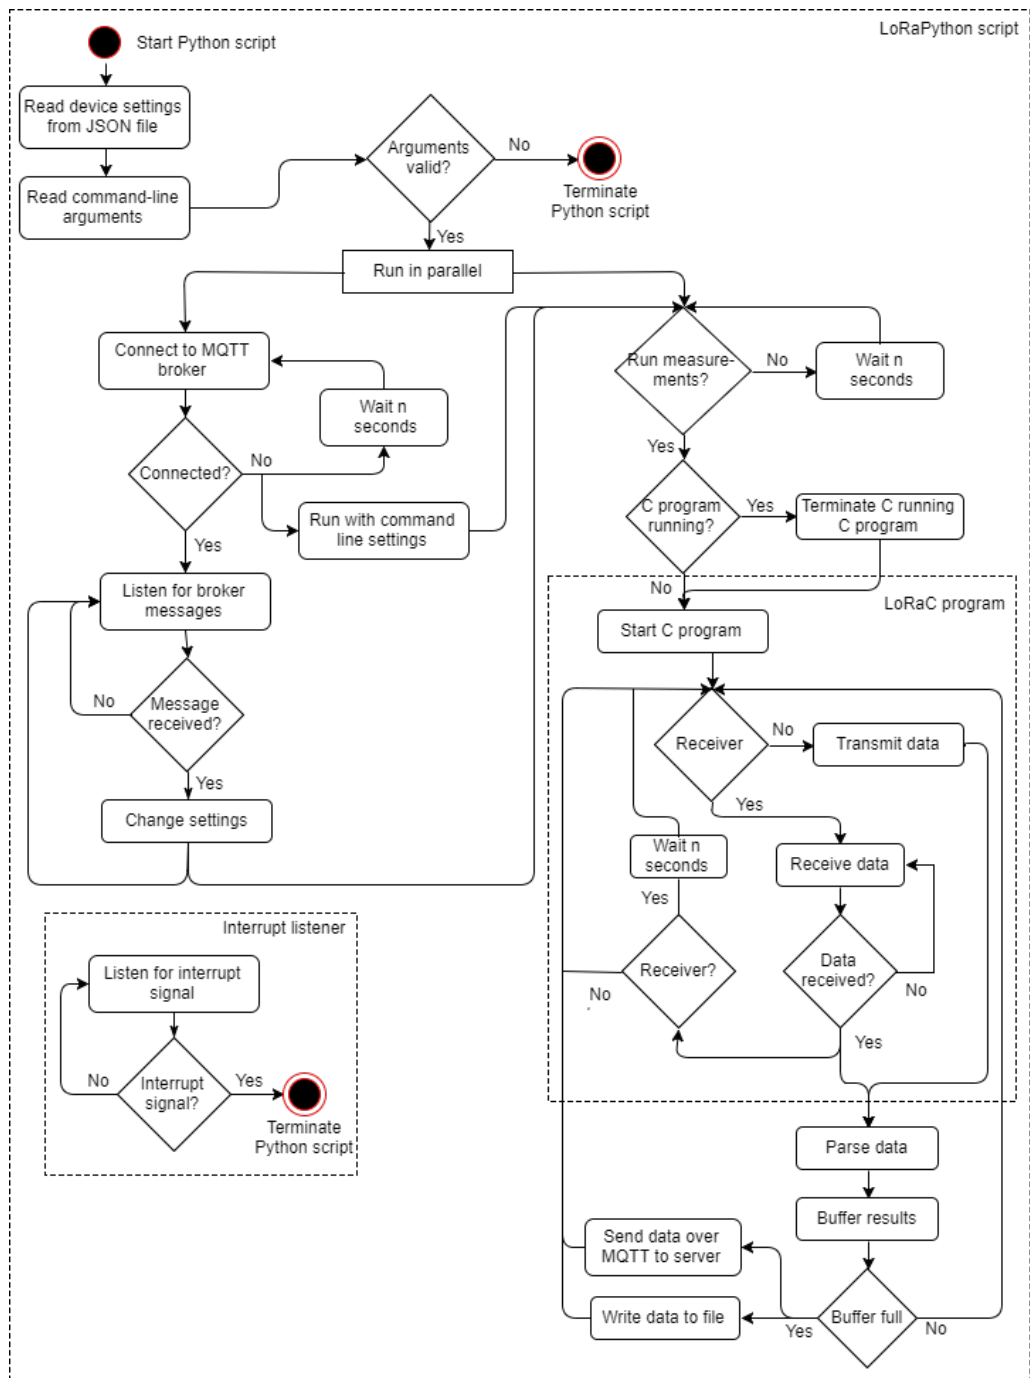 LoRaPython script
Start Python script
Read device settings
from JSON file
Read command-line
arguments
Arguments
valid?
No
Terminate
Python script
Yes
Run in parallel
Connect to MQTT
broker
Wait n
seconds
Connected?
No
Run with command
line settings
Yes
Listen for broker
messages
No
Message
received?
Yes
Change settings
Run measure-
ments?
No
Wait n
seconds
Yes
C program
running?
Yes
Terminate C running
C program
No
LoRaC program
Start C program
Receiver
No
Transmit data
Yes
Wait n
seconds
Receive data
Yes
Receiver?
No
Data
received?
No
Yes
Interrupt listener
Listen for interrupt
signal
No
Interrupt
signal?
Yes
Terminate
Python script
Parse data
Buffer results
Send data over
MQTT to server
Write data to file
Yes
Buffer full
No